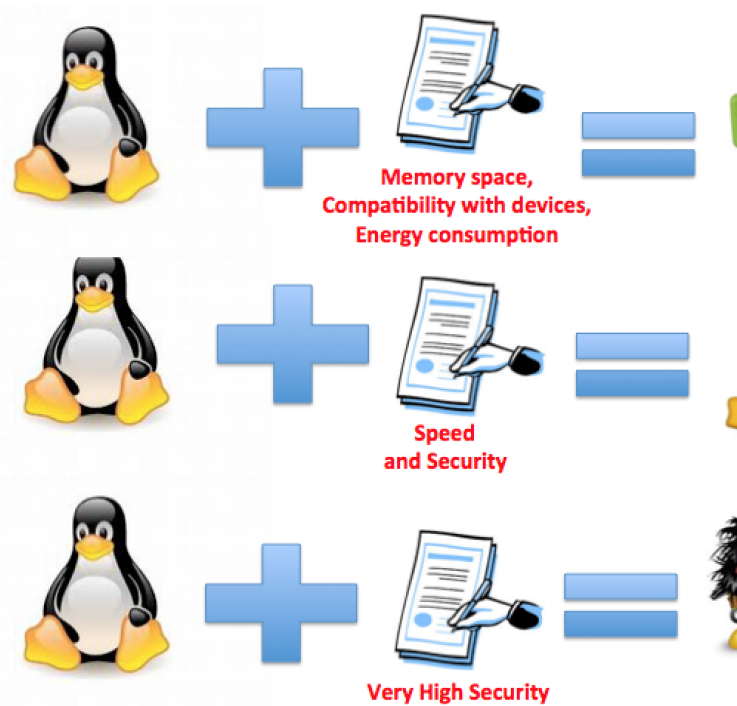 Memory space,
Compatibility with devices,
Energy consumption
Speed
and Security
Very High Security